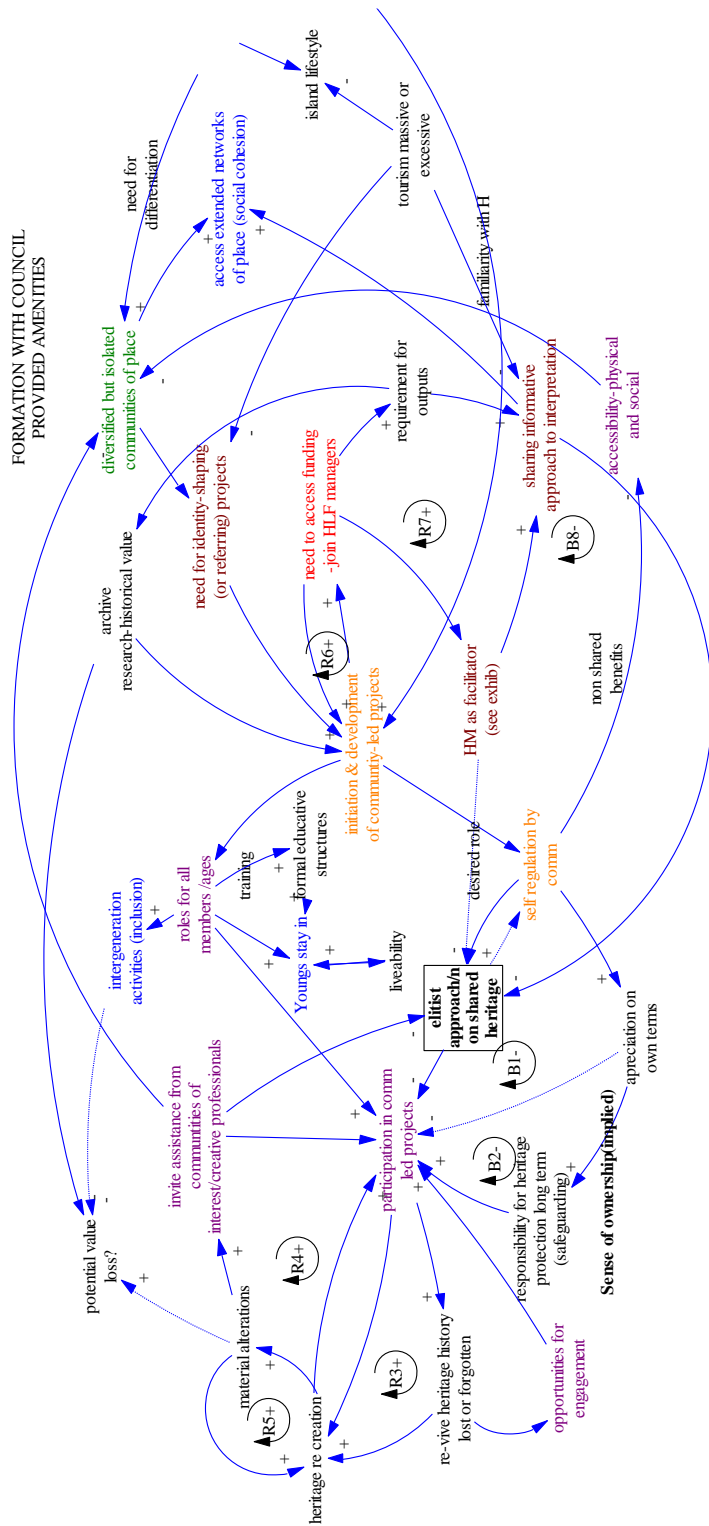 FORMATION WITH COUNCIL
PROVIDED AMENITIES
need for
differentiation
island lifestyle
diversified but isolated
communities of place
access extended networks
of place (social cohesion)
tourism massive or
excessive
archive
research-historical value
need for identity-shaping
(or referring) projects
need to access funding
-join HLF managers
requirement for
outputs
familiarity with H
sharing informative
approach to interpretation
accessibility-physical
and social
R6+
R7+
B8-
initiation & development
of communtiy-led projects
HM as facilitator
(see exhib)
non shared
benefits
intergeneration
activities (inclusion)
roles for all
members /ages
training
formal educative
structures
Youngs stay in
liveability
desired role
self regulation by
comm
elitist
approach/n
on shared
heritage
potential value
loss?
invite assistance from
communtities of
interest/creative professionals
participation in comm
led projects
B1-
B2-
apreciation on
own terms
responsibility for heritage
protection long term
(safeguarding)
Sense of ownership(implied)
material alterations
R4+
R5+
R3+
heritage re creation
re-vive heritage history
lost or forgotten
opportunities for
engagement